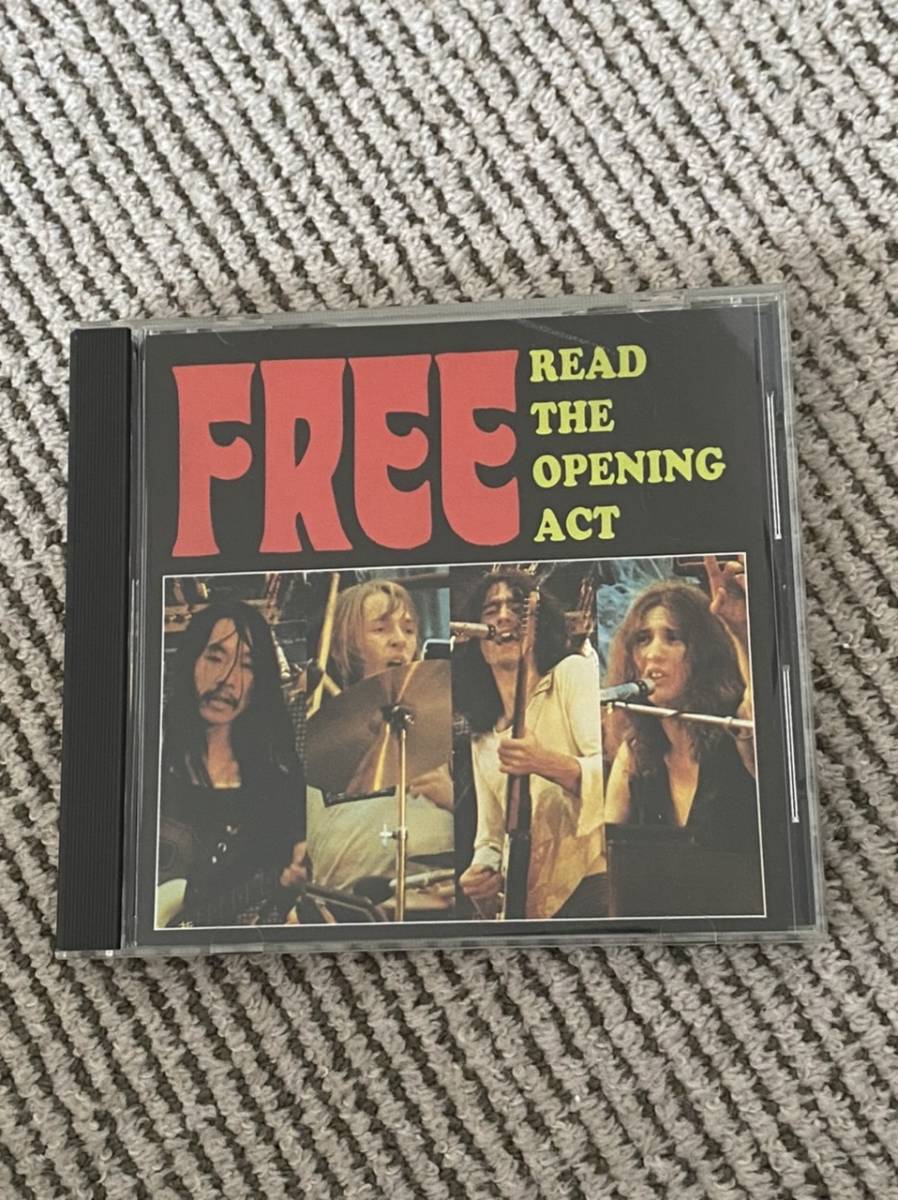 FREE
READ
THE
OPENING
ACT